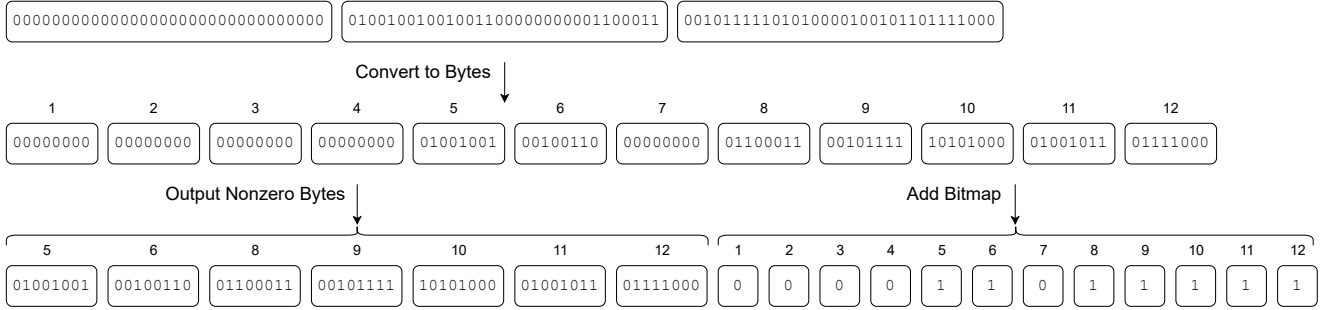 00000000000000000000000000000000 01001001001001100000000001100011 00101111101010000100101101111000
Convert to Bytes
1 2 3 4 5 6 7 8 9 10 11 12
00000000 00000000 00000000 00000000 01001001 00100110 00000000 01100011 00101111 10101000 01001011 01111000
Output Nonzero Bytes Add Bitmap
5 6 8 9 10 11 12 1 2 3 4 5 6 7 8 9 10 11 12
01001001 00100110 01100011 00101111 10101000 01001011 01111000 0 0 0 0 1 1 0 1 1 1 1 1